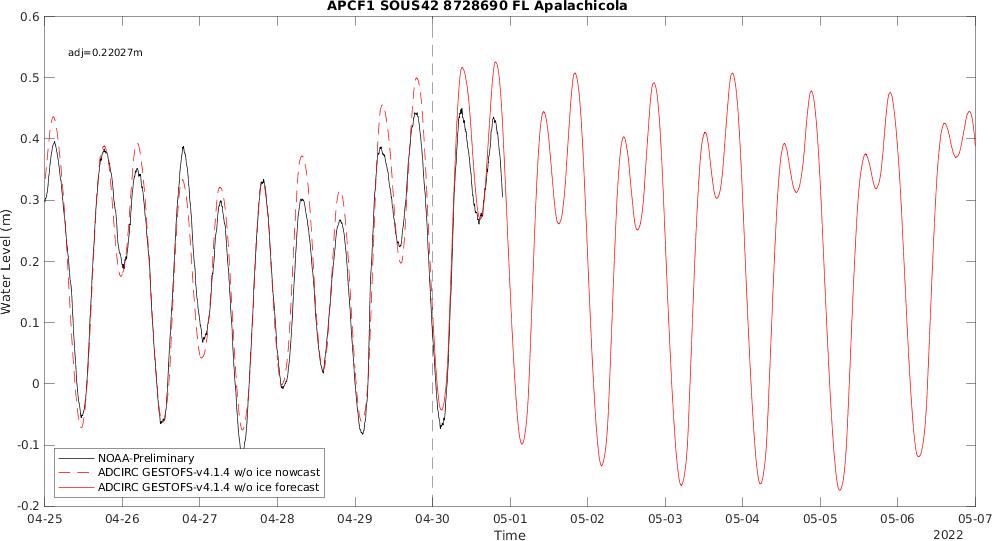 APCF1 SOUS42 8728690 FL Apalachicola
adj=0.22027m
Water Level (m)
0.6
0.5
0.4
0.3
0.2
0.1
0
-0.1
-0.2
NOAA-Preliminary
ADCIRC GESTOFS-v4.1.4 w/o ice nowcast
ADCIRC GESTOFS-v4.1.4 w/o ice forecast
04-25 04-26 04-27 04-28 04-29 04-30 05-01 05-02 05-03 05-04 05-05 05-06 05-07
Time
2022